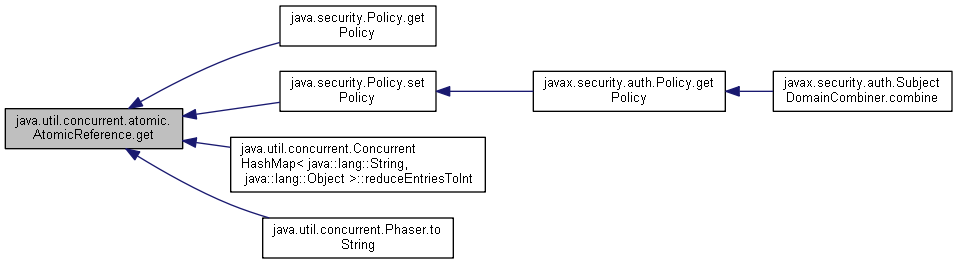 java.security.Policy.get
Policy
java.security.Policy.set
Policy
javax.security.auth.Policy.get
Policy
javax.security.auth.Subject
DomainCombiner.combine
java.util.concurrent.atomic.
AtomicReference.get
java.util.concurrent.Concurrent
HashMap< java::lang::String,
java::lang::Object >::reduceEntriesToInt
java.util.concurrent.Phaser.to
String